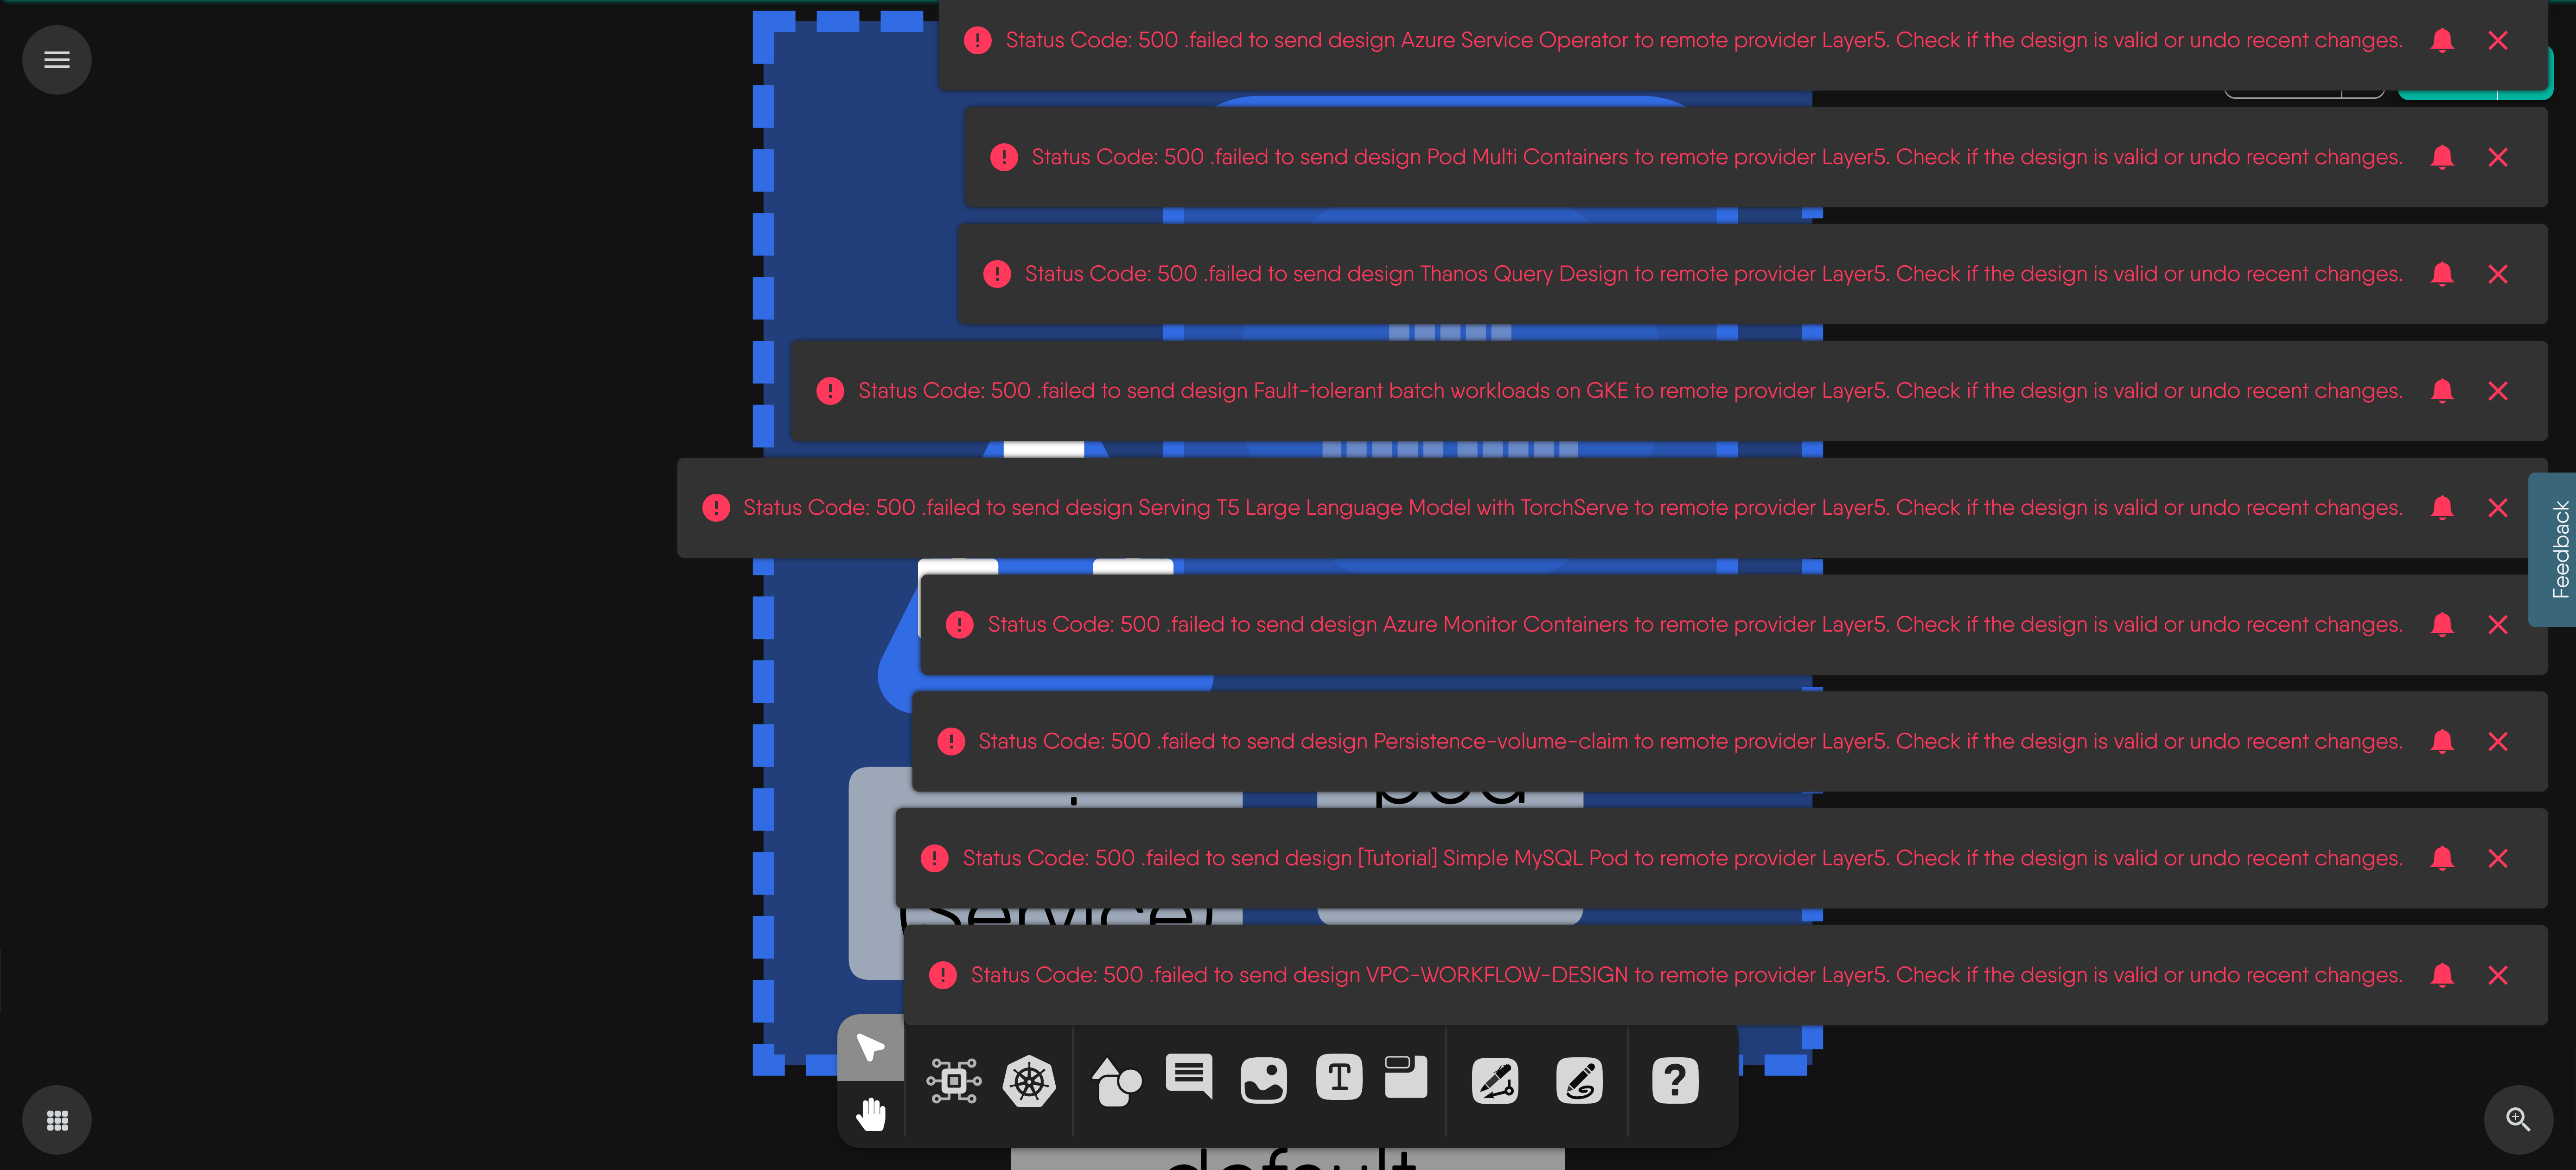 Status Code: 500 .failed to send design Azure Service Operator to remote provider Layer5. Check if the design is valid or undo recent changes.
Status Code: 500 .failed to send design Pod Multi Containers to remote provider Layer5. Check if the design is valid or undo recent changes.
Status Code: 500 .failed to send design Thanos Query Design to remote provider Layer5. Check if the design is valid or undo recent changes.
Status Code: 500 .failed to send design Fault-tolerant batch workloads on GKE to remote provider Layer5. Check if the design is valid or undo recent changes.
Status Code: 500 .failed to send design Serving T5 Large Language Model with TorchServe to remote provider Layer5. Check if the design is valid or undo recent changes.
Feedback
Status Code: 500 .failed to send design Azure Monitor Containers to remote provider Layer5. Check if the design is valid or undo recent changes.
Status Code: 500 .failed to send design Persistence-volume-claim to remote provider Layer5. Check if the design is valid or undo recent changes.
pod
Status Code: 500 .failed to send design [Tutorial] Simple MySQL Pod to remote provider Layer5. Check if the design is valid or undo recent changes.
(service)
Status Code: 500 .failed to send design VPC-WORKFLOW-DESIGN to remote provider Layer5. Check if the design is valid or undo recent changes.
T
?
default